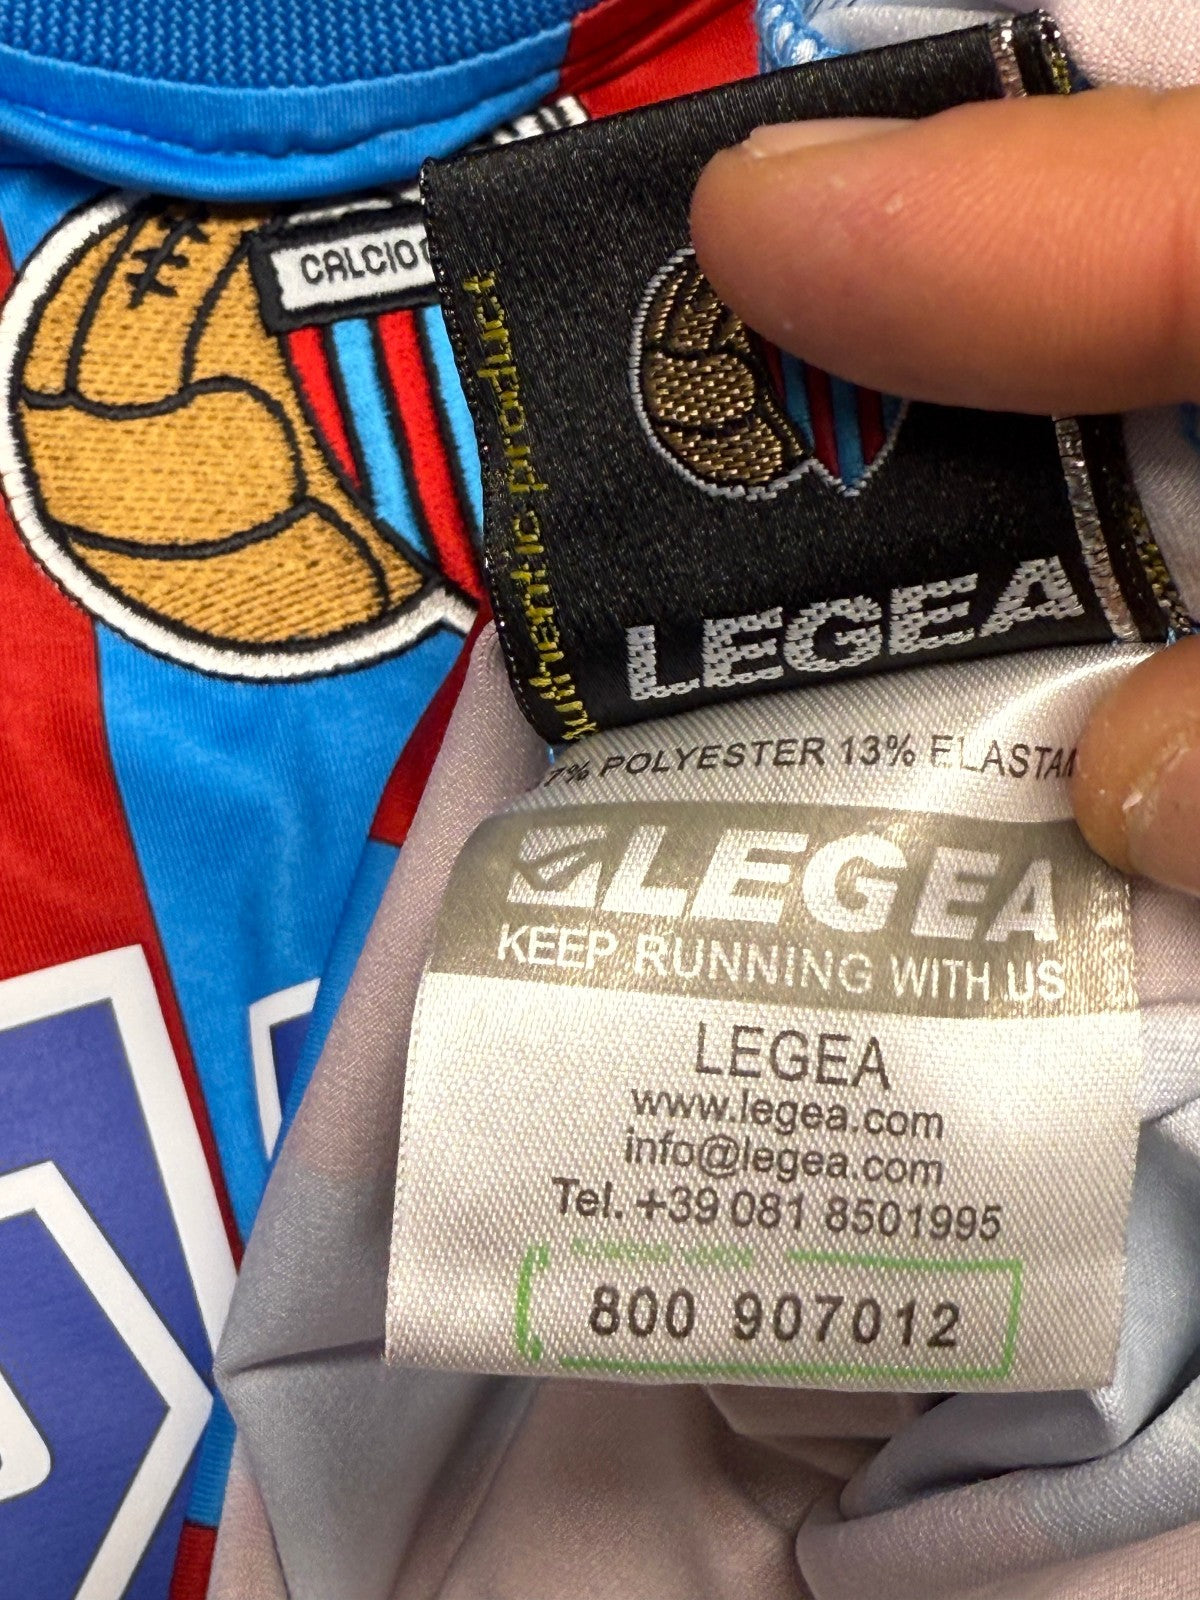 CALCIO
Authentic product
LEGEA
7% POLYESTER 13% ELASTAN
LEGEA
KEEP RUNNING WITH US
LEGEA
www.legea.com
info@legea.com
Tel. +39 081 8501995
800 907012